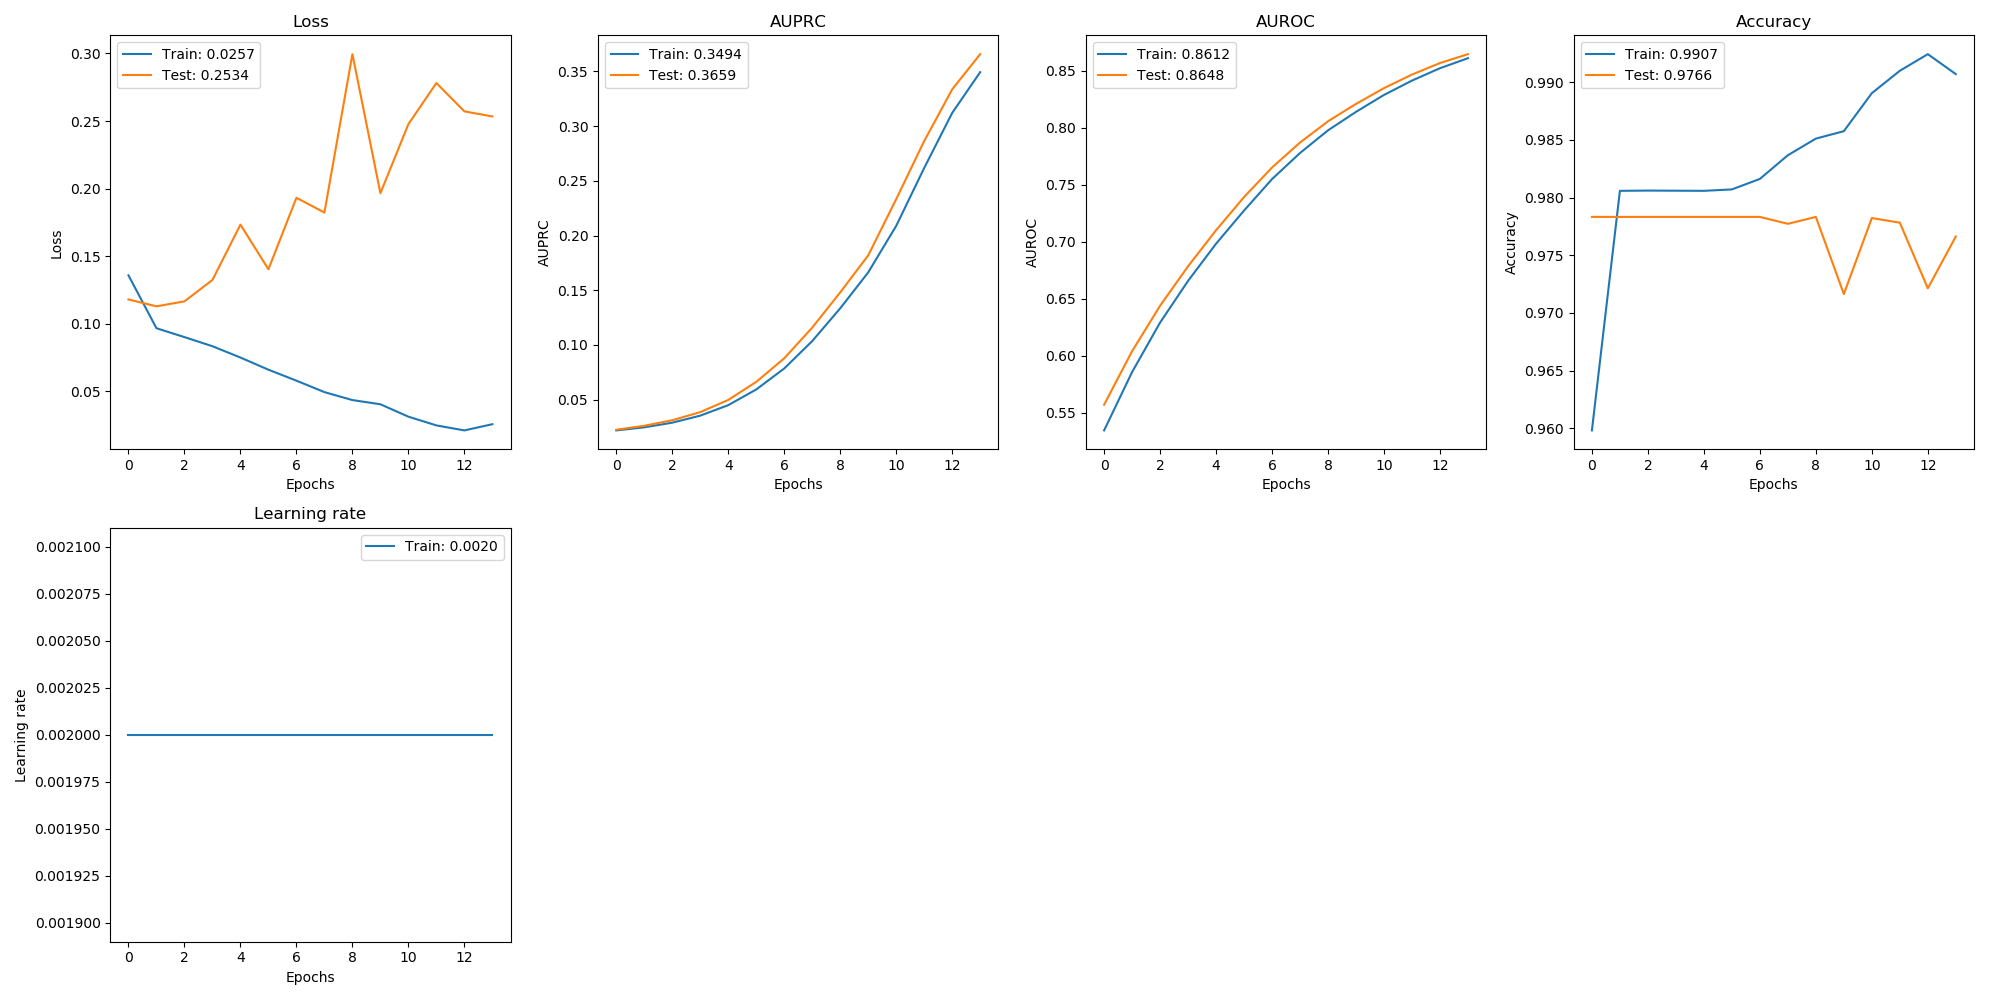 Loss
Train: 0.0257
Test: 0.2534
0.30
0.25
0.20
0.15
0.10
0.05
Loss
0 2 4 6 8 10 12
Epochs
AUPRC
Train: 0.3494
Test: 0.3659
0.35
0.30
0.25
0.20
0.15
0.10
0.05
AUPRC
0 2 4 6 8 10 12
Epochs
AUROC
Train: 0.8612
Test: 0.8648
0.85
0.80
0.75
0.70
0.65
0.60
0.55
AUROC
0 2 4 6 8 10 12
Epochs
Accuracy
Train: 0.9907
Test: 0.9766
0.990
0.985
0.980
0.975
0.970
0.965
0.960
Accuracy
0 2 4 6 8 10 12
Epochs
Learning rate
Train: 0.0020
0.002100
0.002075
0.002050
0.002025
0.002000
0.001975
0.001950
0.001925
0.001900
Learning rate
0 2 4 6 8 10 12
Epochs